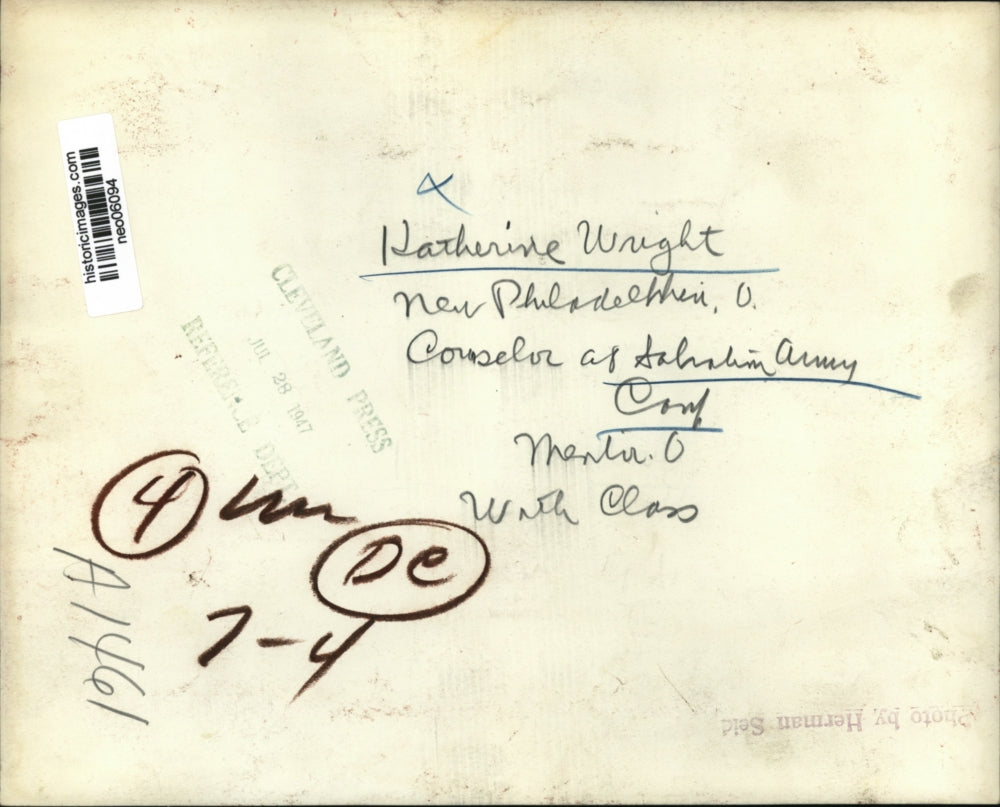 historicimages.com
neo06094
Katherine Wright
New Philadelphia, O.
Counselor at Salvation Army
Camp
Mentor. O
With Class
CLEVELAND PRESS
JUL 28 1947
REFERENCE DEPT
4
DC
7-4
A1461
Photo by Herman Seid